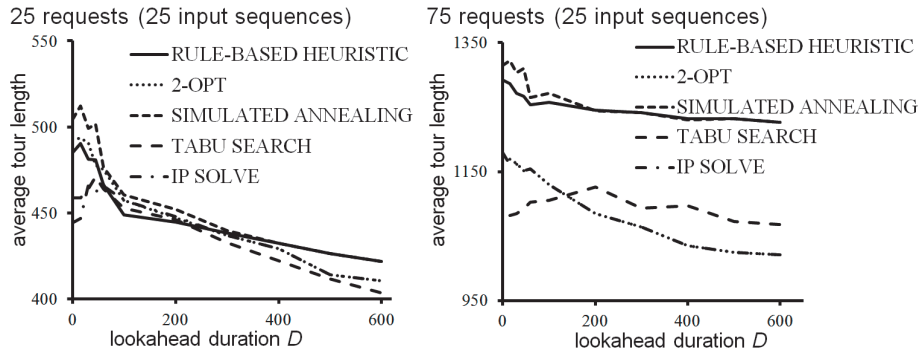 25 requests (25 input sequences)
550
500
450
400
average tour length
RULE-BASED HEURISTIC
2-OPT
SIMULATED ANNEALING
TABU SEARCH
IP SOLVE
0
200
400
600
lookahead duration D
75 requests (25 input sequences)
1350
1150
950
average tour length
RULE-BASED HEURISTIC
2-OPT
SIMULATED ANNEALING
TABU SEARCH
IP SOLVE
0
200
400
600
lookahead duration D